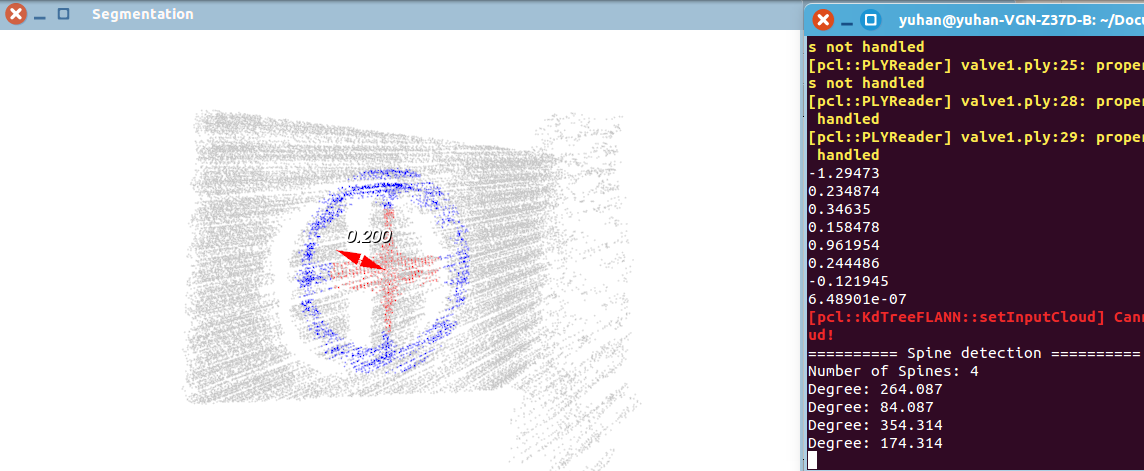 Segmentation
yuhan@yuhan-VGN-Z37D-B: ~/Docu
s not handled
[pcl::PLYReader] valve1.ply:25: proper
s not handled
[pcl::PLYReader] valve1.ply:28: proper
handled
[pcl::PLYReader] valve1.ply:29: proper
handled
-1.29473
0.234874
0.34635
0.158478
0.961954
0.244486
-0.121945
6.48901e-07
[pcl::KdTreeFLANN::setInputCloud] Can
ud!
========== Spine detection ==========
Number of Spines: 4
Degree: 264.087
Degree: 84.087
Degree: 354.314
Degree: 174.314
0.200